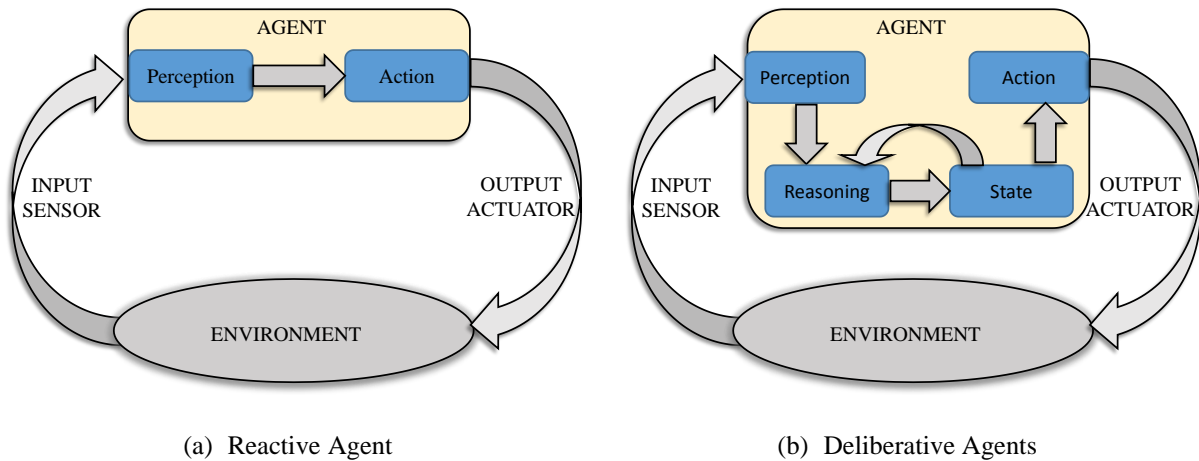 AGENT
Perception
Action
INPUT
SENSOR
OUTPUT
ACTUATOR
ENVIRONMENT
(a) Reactive Agent
AGENT
Perception
Action
Reasoning
State
INPUT
SENSOR
OUTPUT
ACTUATOR
ENVIRONMENT
(b) Deliberative Agents